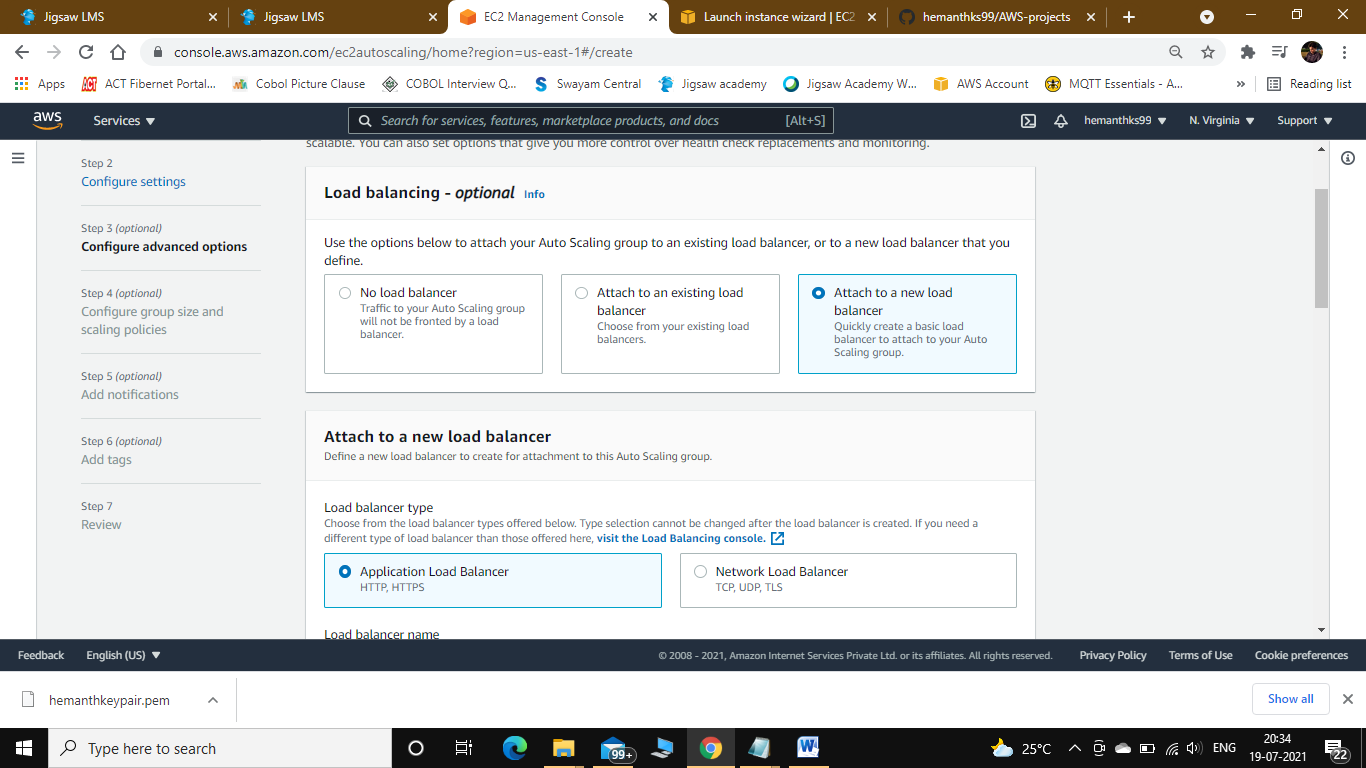 Jigsaw LMS
Jigsaw LMS
EC2 Management Console
Launch instance wizard | EC2
hemanthks99/AWS-projects
console.aws.amazon.com/ec2autoscaling/home?region=us-east-1#/create
Apps
ACT Fibernet Portal...
Cobol Picture Clause
COBOL Interview Q...
Swayam Central
Jigsaw academy
Jigsaw Academy W...
AWS Account
MQTT Essentials - A...
»
Reading list
aws
Services
Search for services, features, marketplace products, and docs
[Alt+S]
hemanthks99
N. Virginia
Support
scalable. You can also set options that give you more control over health check replacements and monitoring.
Step 2
Configure settings
Step 3 (optional)
Configure advanced options
Step 4 (optional)
Configure group size and
scaling policies
Step 5 (optional)
Add notifications
Step 6 (optional)
Add tags
Step 7
Review
Load balancing - optional Info
Use the options below to attach your Auto Scaling group to an existing load balancer, or to a new load balancer that you
define.
No load balancer
Traffic to your Auto Scaling group
will not be fronted by a load
balancer.
Attach to an existing load
balancer
Choose from your existing load
balancers.
Attach to a new load
balancer
Quickly create a basic load
balancer to attach to your Auto
Scaling group.
Attach to a new load balancer
Define a new load balancer to create for attachment to this Auto Scaling group.
Load balancer type
Choose from the load balancer types offered below. Type selection cannot be changed after the load balancer is created. If you need a
different type of load balancer than those offered here, visit the Load Balancing console.
Application Load Balancer
HTTP, HTTPS
Network Load Balancer
TCP, UDP, TLS
Load balancer name
Feedback
English (US)
© 2008 - 2021, Amazon Internet Services Private Ltd. or its affiliates. All rights reserved.
Privacy Policy
Terms of Use
Cookie preferences
hemanthkeypair.pem
Show all
Type here to search
99+
25°C
ENG
20:34
19-07-2021
22